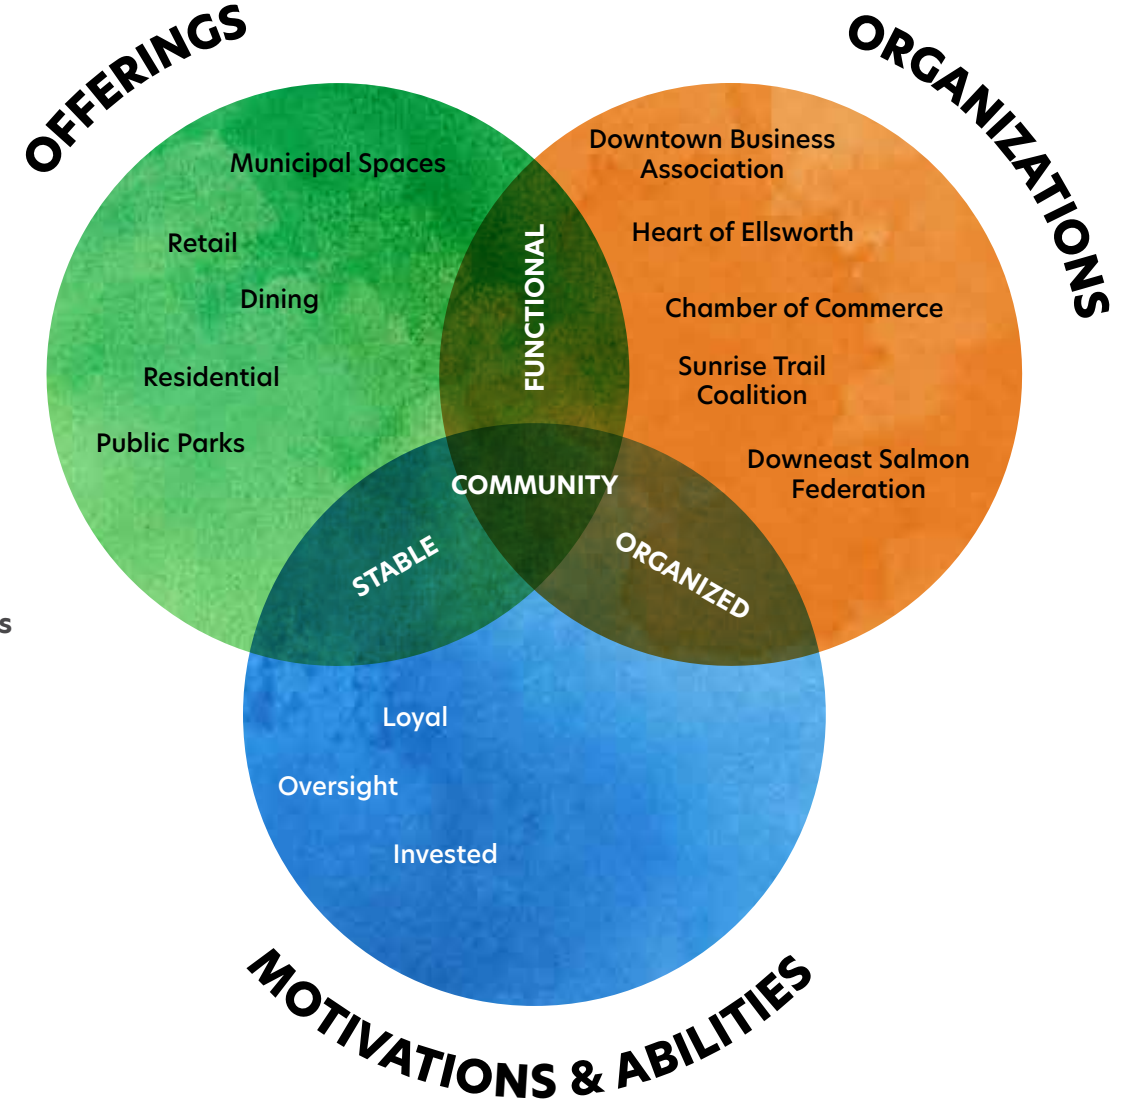 OFFERINGS
ORGANIZATIONS
Municipal Spaces
Retail
Dining
Residential
Public Parks
Downtown Business
Association
Heart of Ellsworth
Chamber of Commerce
Sunrise Trail
Coalition
Downeast Salmon
Federation
FUNCTIONAL
COMMUNITY
STABLE
ORGANIZED
s
Loyal
Oversight
Invested
MOTIVATIONS & ABILITIES